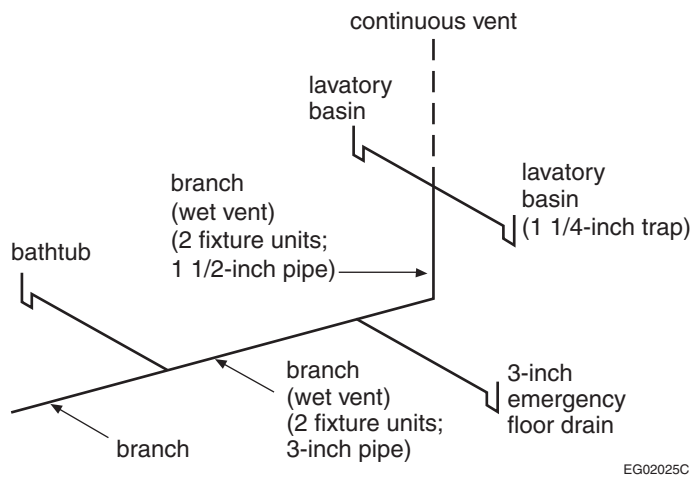 continuous vent
lavatory
basin
lavatory
basin
(1 1/4-inch trap)
branch
(wet vent)
(2 fixture units;
1 1/2-inch pipe)
bathtub
branch
(wet vent)
(2 fixture units;
3-inch pipe)
3-inch
emergency
floor drain
branch
EG02025C